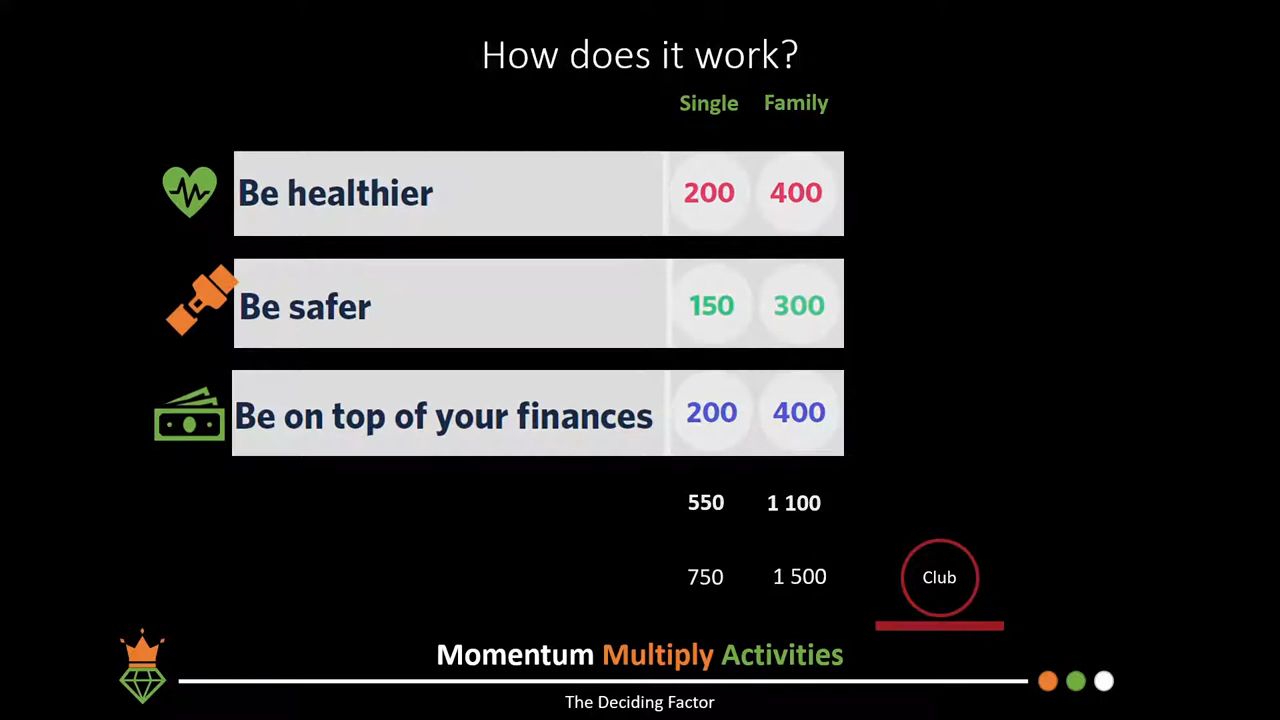 How does it work?
Single Family
Be healthier 200 400
Be safer 150 300
Be on top of your finances 200 400
550 1 100
750 1 500 Club
Momentum Multiply Activities
The Deciding Factor